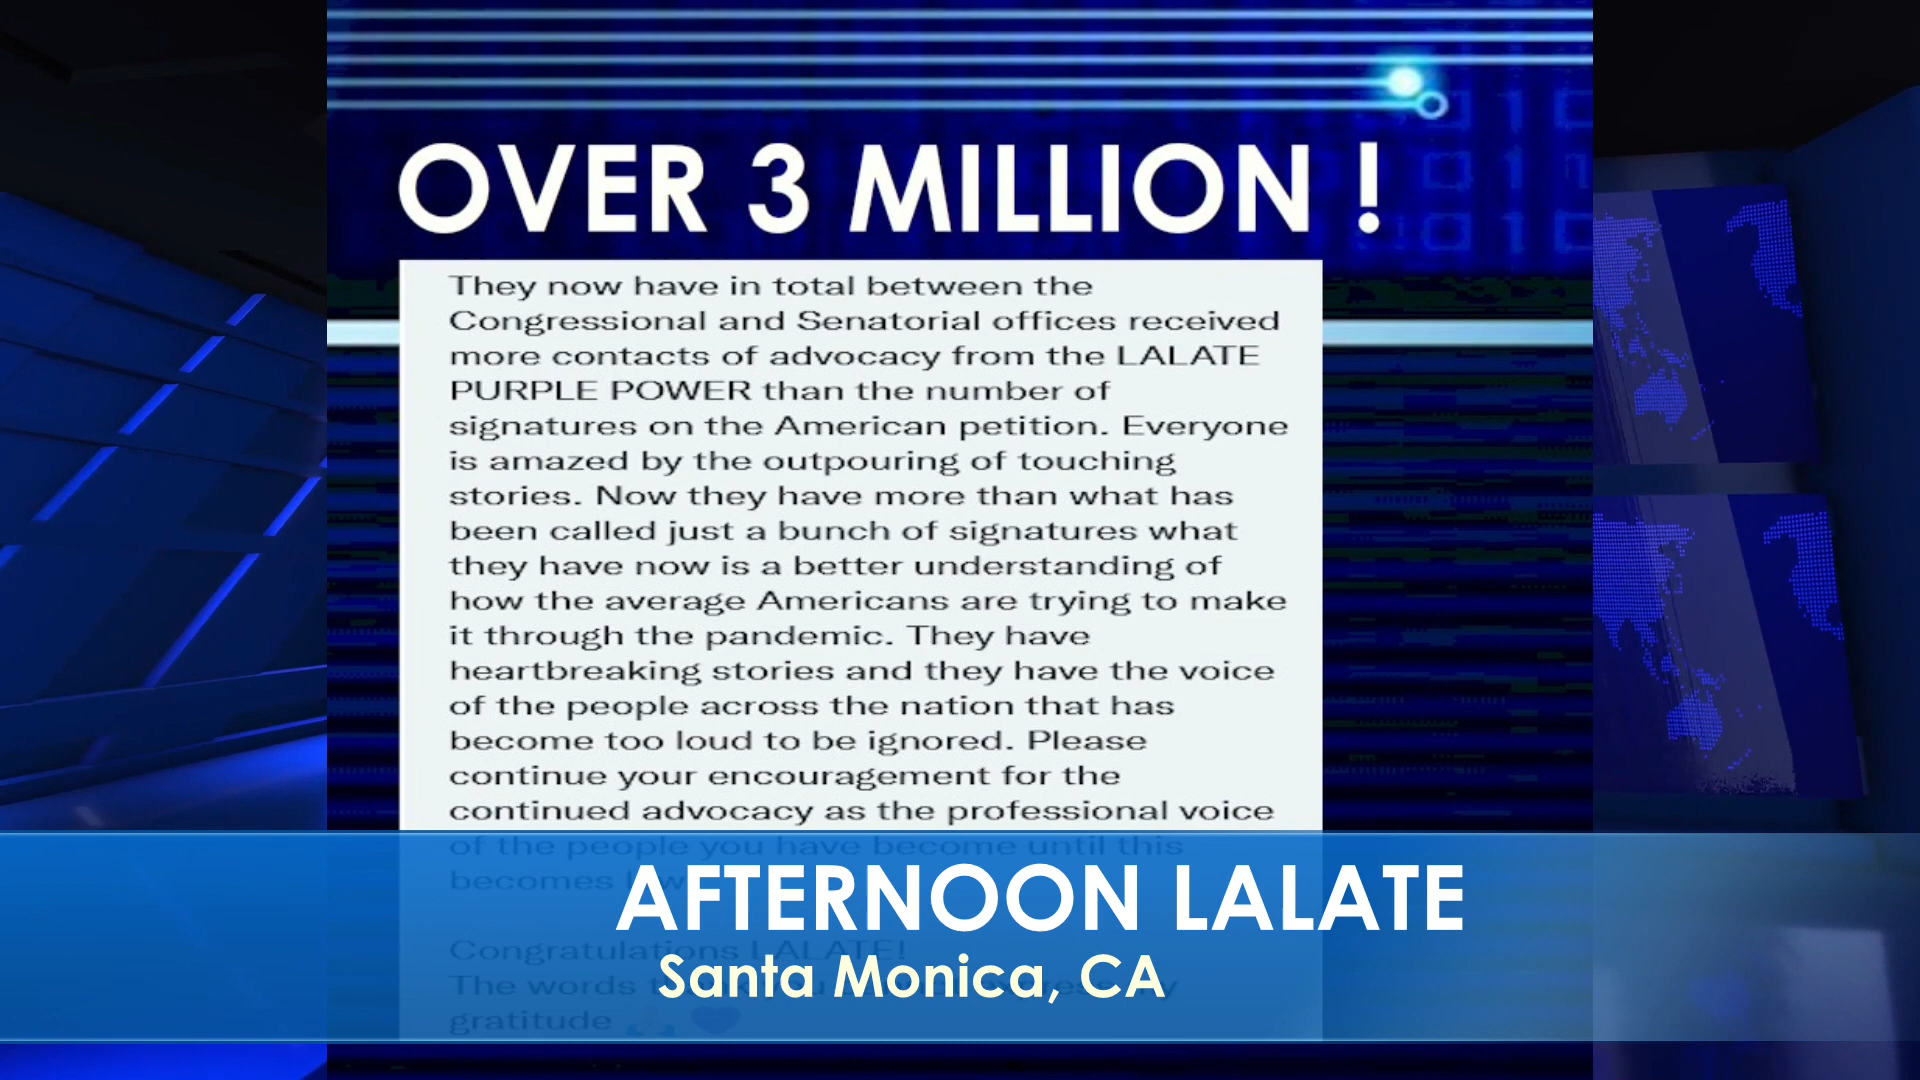 OVER 3 MILLION !
They now have in total between the
Congressional and Senatorial offices received
more contacts of advocacy from the LALATE
PURPLE POWER than the number of
signatures on the American petition. Everyone
is amazed by the outpouring of touching
stories. Now they have more than what has
been called just a bunch of signatures what
they have now is a better understanding of
how the average Americans are trying to make
it through the pandemic. They have
heartbreaking stories and they have the voice
of the people across the nation that has
become too loud to be ignored. Please
continue your encouragement for the
continued advocacy as the professional voice
of the people you have become until this
becomes
AFTERNOON LALATE
Congratulations LALATE!
Santa Monica, CA
The words
gratitude